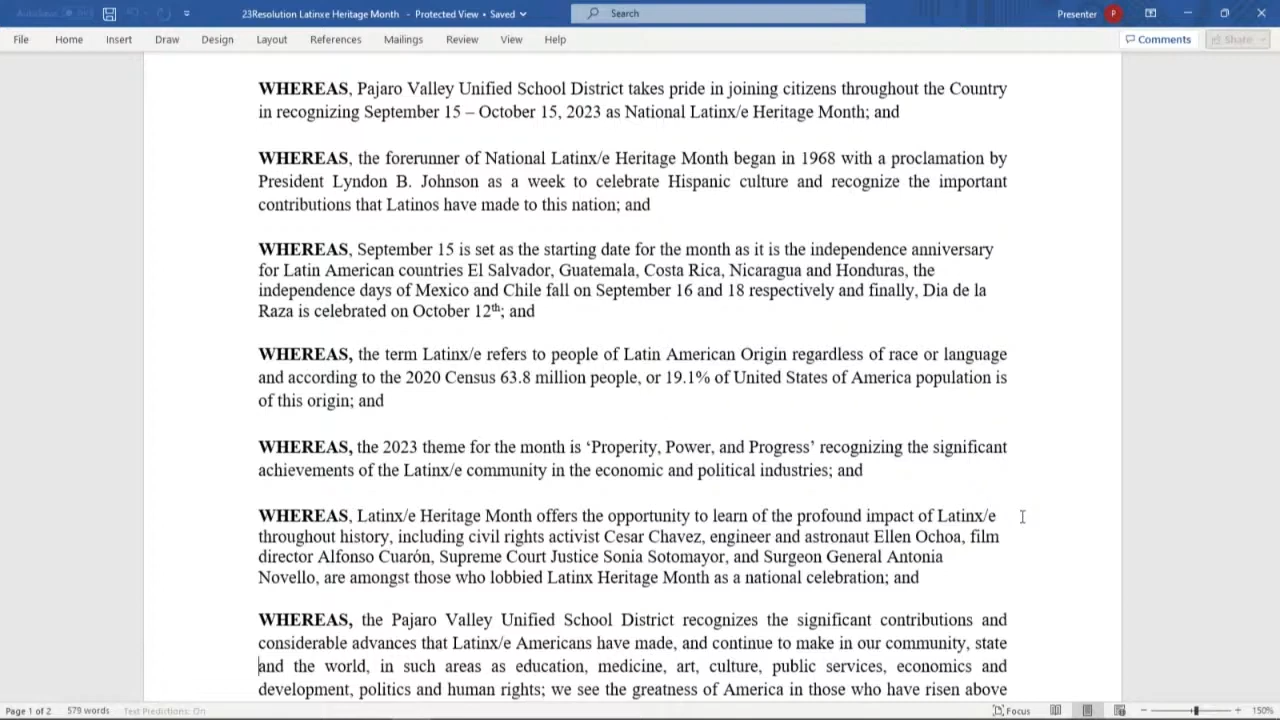 23Resolution Latinxe Heritage Month - Protected View • Saved
Search
Presenter
P
File Home Insert Draw Design Layout References Mailings Review View Help
Comments
Share
WHEREAS, Pajaro Valley Unified School District takes pride in joining citizens throughout the Country
in recognizing September 15 – October 15, 2023 as National Latinx/e Heritage Month; and
WHEREAS, the forerunner of National Latinx/e Heritage Month began in 1968 with a proclamation by
President Lyndon B. Johnson as a week to celebrate Hispanic culture and recognize the important
contributions that Latinos have made to this nation; and
WHEREAS, September 15 is set as the starting date for the month as it is the independence anniversary
for Latin American countries El Salvador, Guatemala, Costa Rica, Nicaragua and Honduras, the
independence days of Mexico and Chile fall on September 16 and 18 respectively and finally, Dia de la
Raza is celebrated on October 12th; and
WHEREAS, the term Latinx/e refers to people of Latin American Origin regardless of race or language
and according to the 2020 Census 63.8 million people, or 19.1% of United States of America population is
of this origin; and
WHEREAS, the 2023 theme for the month is ‘Properity, Power, and Progress’ recognizing the significant
achievements of the Latinx/e community in the economic and political industries; and
WHEREAS, Latinx/e Heritage Month offers the opportunity to learn of the profound impact of Latinx/e
throughout history, including civil rights activist Cesar Chavez, engineer and astronaut Ellen Ochoa, film
director Alfonso Cuarón, Supreme Court Justice Sonia Sotomayor, and Surgeon General Antonia
Novello, are amongst those who lobbied Latinx Heritage Month as a national celebration; and
WHEREAS, the Pajaro Valley Unified School District recognizes the significant contributions and
considerable advances that Latinx/e Americans have made, and continue to make in our community, state
and the world, in such areas as education, medicine, art, culture, public services, economics and
development, politics and human rights; we see the greatness of America in those who have risen above
Page 1 of 2 579 words Text Predictions: On
Focus
150%